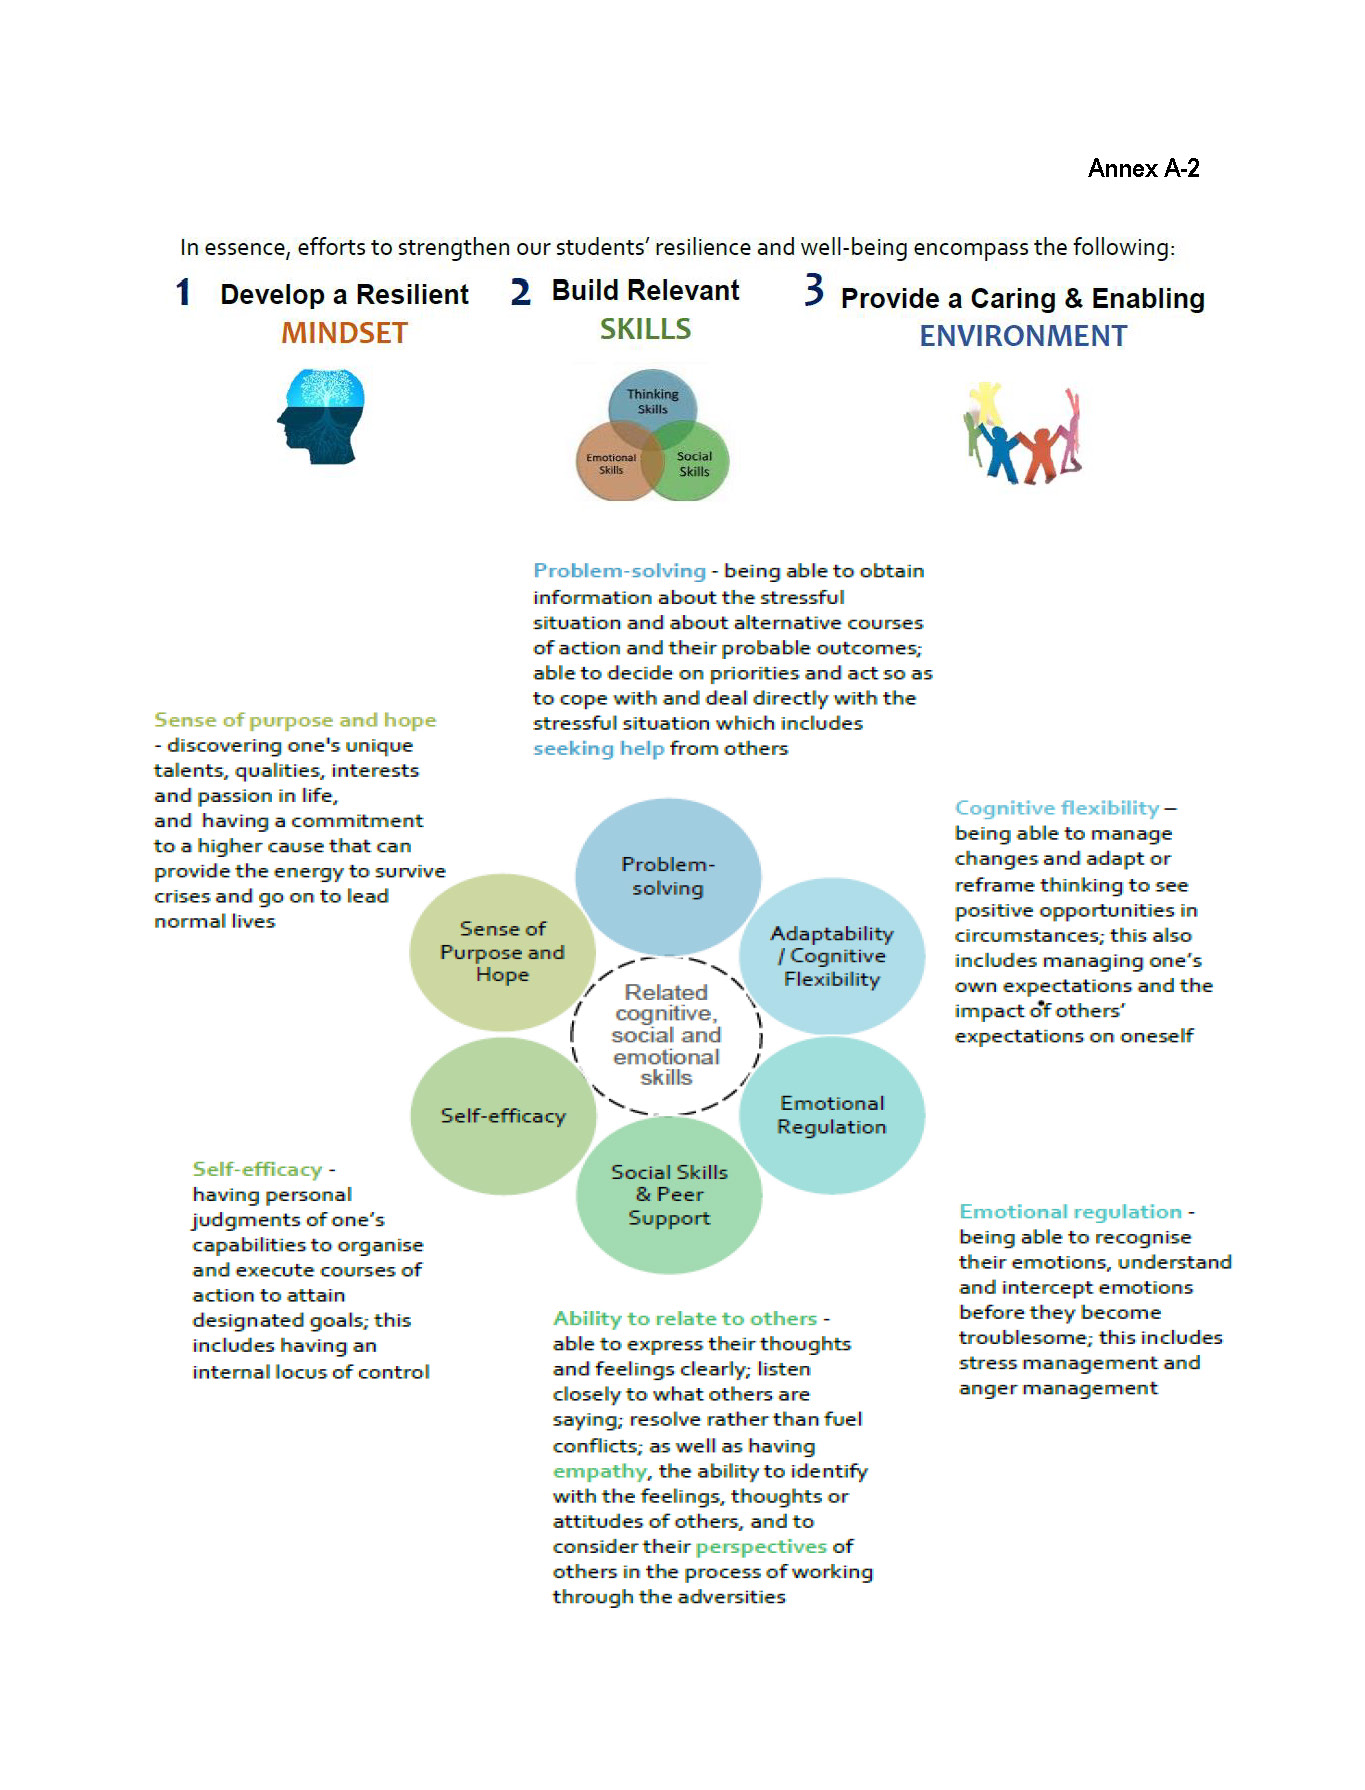 Annex A-2
In essence, efforts to strengthen our students’ resilience and well-being encompass the following:
1 Develop a Resilient
MINDSET
2 Build Relevant
SKILLS
3 Provide a Caring & Enabling
ENVIRONMENT
Thinking
Skills
Emotional
Skills
Social
Skills
Problem-solving - being able to obtain
information about the stressful
situation and about alternative courses
of action and their probable outcomes;
able to decide on priorities and act so as
to cope with and deal directly with the
stressful situation which includes
seeking help from others
Sense of purpose and hope
- discovering one's unique
talents, qualities, interests
and passion in life,
and having a commitment
to a higher cause that can
provide the energy to survive
crises and go on to lead
normal lives
Cognitive flexibility –
being able to manage
changes and adapt or
reframe thinking to see
positive opportunities in
circumstances; this also
includes managing one’s
own expectations and the
impact of others’
expectations on oneself
Problem-
solving
Sense of
Purpose and
Hope
Adaptability
/ Cognitive
Flexibility
Related
cognitive,
social and
emotional
skills
Self-efficacy
Emotional
Regulation
Social Skills
& Peer
Support
Self-efficacy -
having personal
judgments of one’s
capabilities to organise
and execute courses of
action to attain
designated goals; this
includes having an
internal locus of control
Emotional regulation -
being able to recognise
their emotions, understand
and intercept emotions
before they become
troublesome; this includes
stress management and
anger management
Ability to relate to others -
able to express their thoughts
and feelings clearly; listen
closely to what others are
saying; resolve rather than fuel
conflicts; as well as having
empathy, the ability to identify
with the feelings, thoughts or
attitudes of others, and to
consider their perspectives of
others in the process of working
through the adversities